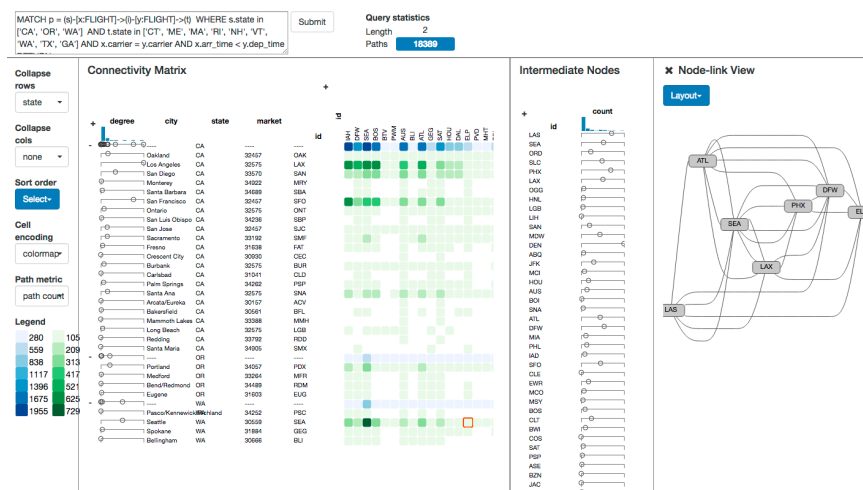 MATCH p = (s)-[x:FLIGHT]->(i)-[y:FLIGHT]->(t) WHERE s.state in
['CA', 'OR', 'WA'] AND t.state in ['CT', 'ME', 'MA', 'RI', 'NH', 'VT',
'WA', 'TX', 'GA'] AND x.carrier = y.carrier AND x.arr_time < y.dep_time
Submit
Query statistics
Length 2
Paths 18389
Collapse
rows
state
Collapse
cols
none
Sort order
Select
Cell
encoding
colormap
Path metric
path count
Legend
280 105
559 209
838 313
1117 417
1396 521
1675 625
1955 729
Connectivity Matrix
+
id
+ degree city state market id
IAH DFW SEA BOS BTV PWM AUS BLI ATL GEG SAT HOU DAL ELP PVD MHT
- ---- CA ---- ----
Oakland CA 32457 OAK
Los Angeles CA 32575 LAX
San Diego CA 33570 SAN
Monterey CA 34922 MRY
Santa Barbara CA 34689 SBA
San Francisco CA 32457 SFO
Ontario CA 32575 ONT
San Luis Obispo CA 34236 SBP
San Jose CA 32457 SJC
Sacramento CA 33192 SMF
Fresno CA 31638 FAT
Crescent City CA 30930 CEC
Burbank CA 32575 BUR
Carlsbad CA 31041 CLD
Palm Springs CA 34262 PSP
Santa Ana CA 32575 SNA
Arcata/Eureka CA 30157 ACV
Bakersfield CA 30561 BFL
Mammoth Lakes CA 33388 MMH
Long Beach CA 32575 LGB
Redding CA 33792 REDD
Santa Maria CA 34905 SMX
- ---- OR ---- ----
Portland OR 34057 PDX
Medford OR 33264 MFR
Bend/Redmond OR 34489 RDM
Eugene OR 31603 EUG
- ---- WA ---- ----
Pasco/Kennewick/Richland WA 34252 PSC
Seattle WA 30559 SEA
Spokane WA 31884 GEG
Bellingham WA 30666 BLI
Intermediate Nodes
+ id count
LAS
SEA
ORD
SLC
PHX
LAX
OGG
HNL
LGB
LIH
SAN
MDW
DEN
ABQ
JFK
MCI
HOU
AUS
BOI
SNA
ATL
DFW
MIA
PHL
IAD
SFO
CLE
EWR
MCO
MSY
BOS
CLT
BWI
COS
SAT
PSP
ASE
BZN
JAC
✖ Node-link View
Layout
ATL
DFW
PHX
EL
SEA
LAX
LAS